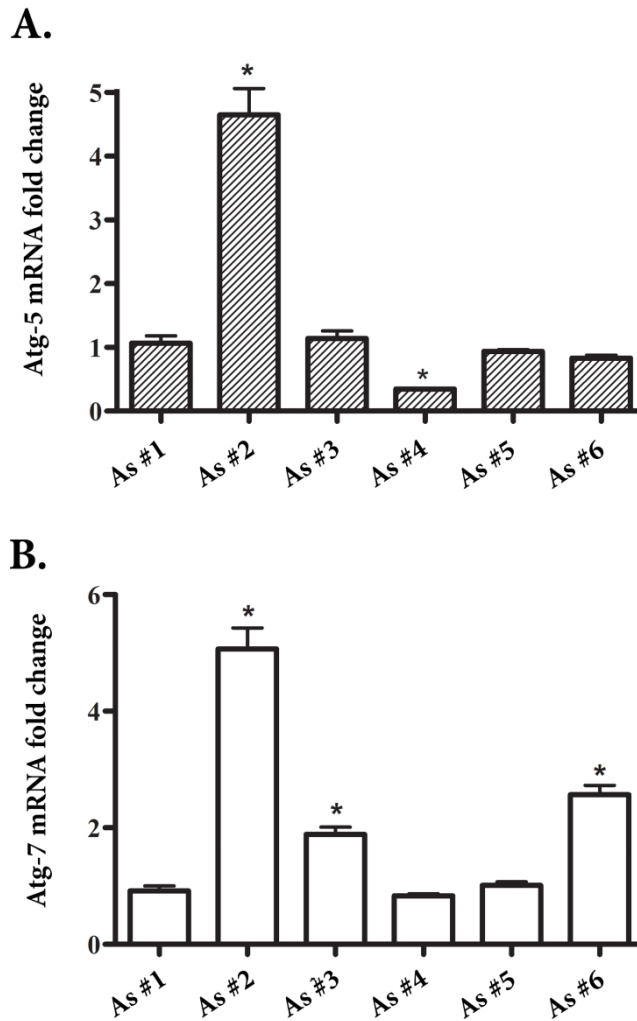 A.
Atg-5 mRNA fold change
5
4
3
2
1
0
*
*
As #1
As #2
As #3
As #4
As #5
As #6
B.
Atg-7 mRNA fold change
6
4
2
0
*
*
*
As #1
As #2
As #3
As #4
As #5
As #6